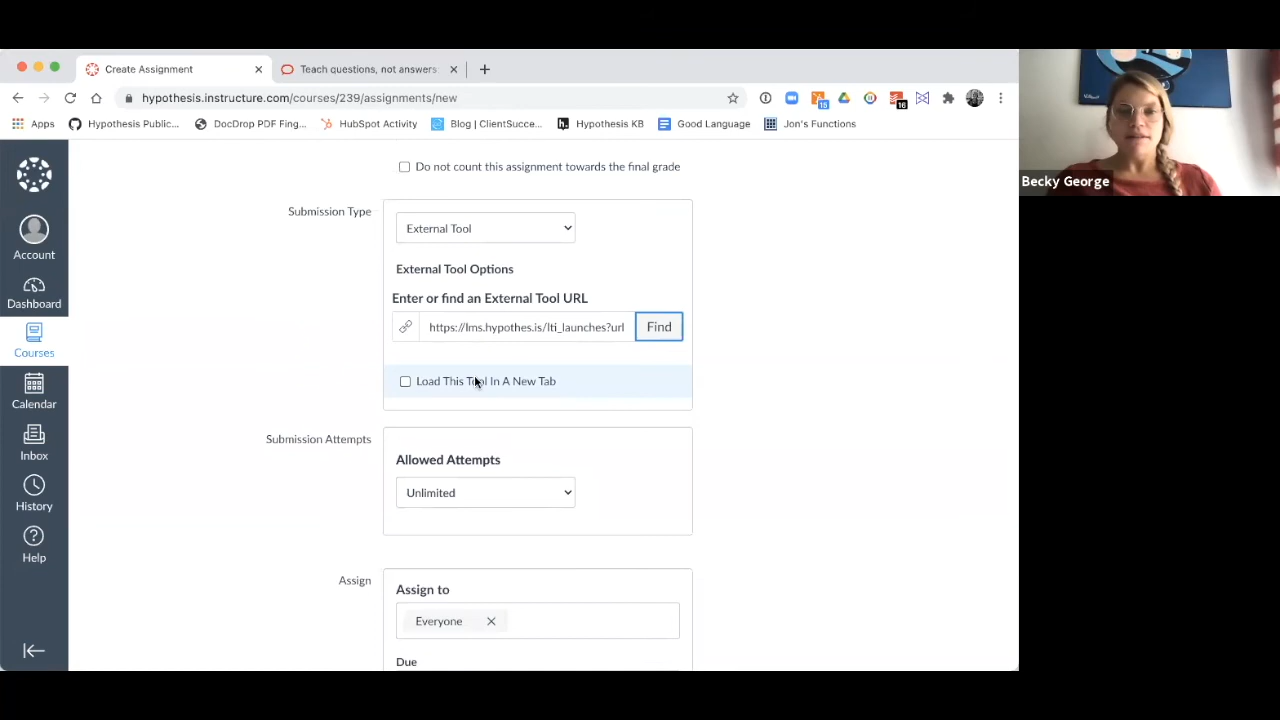 Create Assignment
Teach questions, not answers
hypothesis.instructure.com/courses/239/assignments/new
15
16
Apps
Hypothesis Public...
DocDrop PDF Fing...
HubSpot Activity
Blog | ClientSucce...
Hypothesis KB
Good Language
Jon's Functions
Becky George
Account
Dashboard
Courses
Calendar
Inbox
History
Help
Do not count this assignment towards the final grade
Submission Type
External Tool
External Tool Options
Enter or find an External Tool URL
https://lms.hypothes.is/lti_launches?url
Find
Load This Tool In A New Tab
Submission Attempts
Allowed Attempts
Unlimited
Assign
Assign to
Everyone
Due